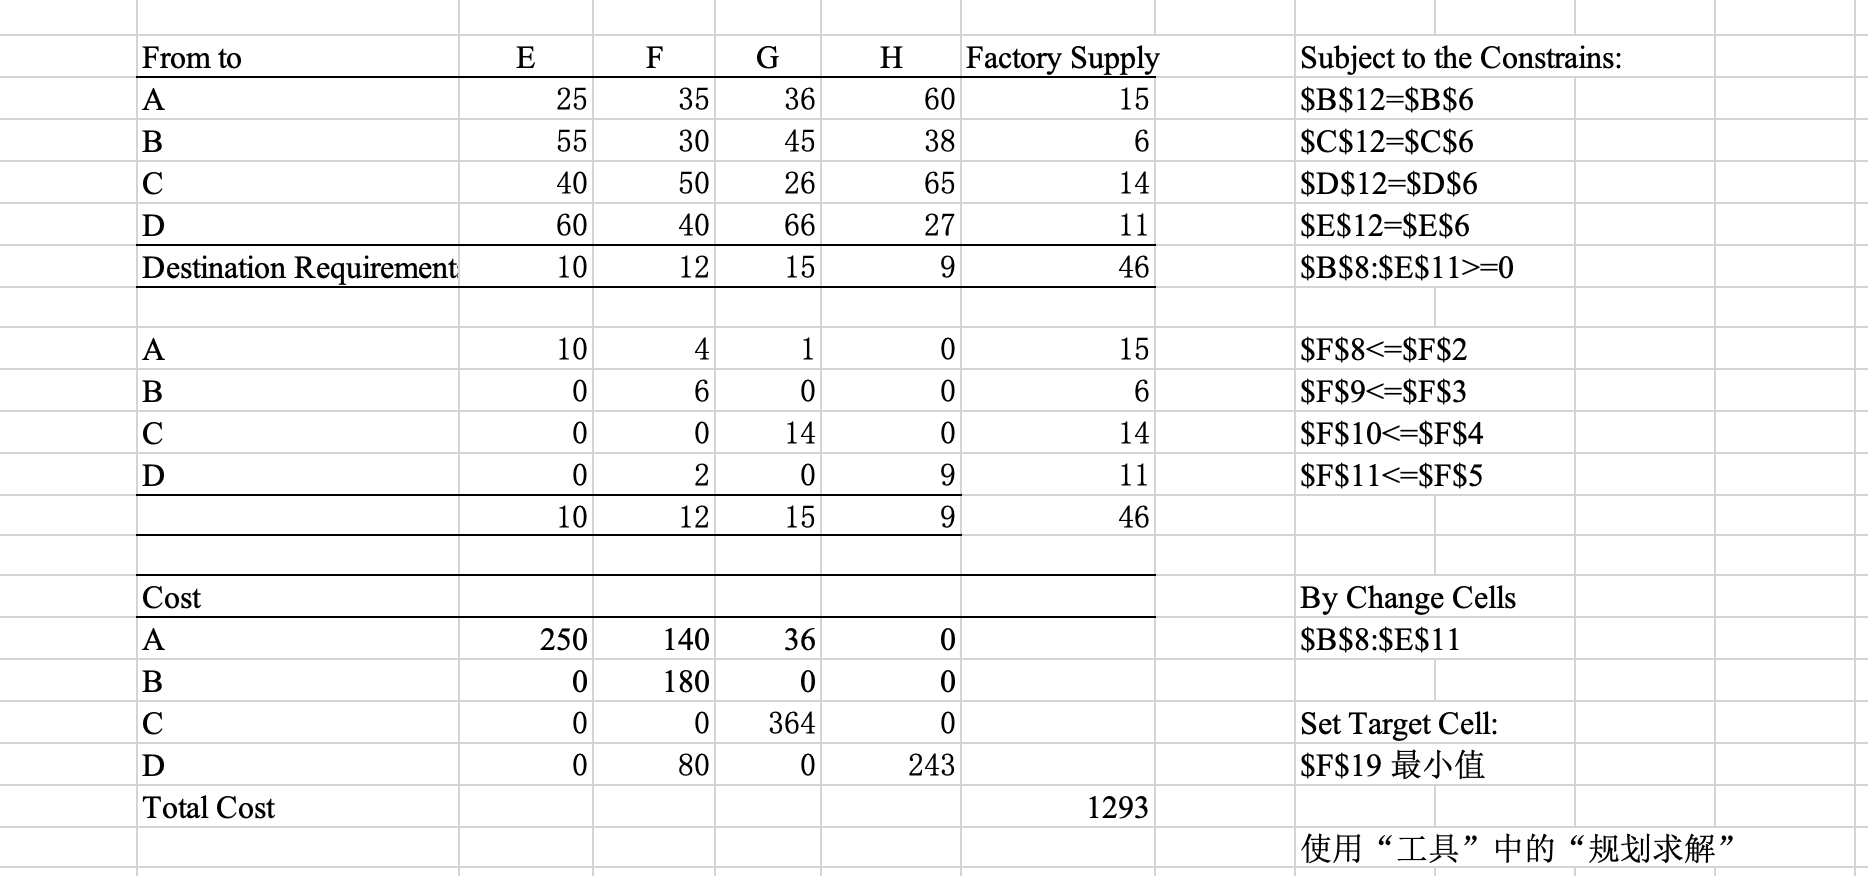 From to E F G H Factory Supply Subject to the Constrains:
A 25 35 36 60 15 $B$12=$B$6
B 55 30 45 38 6 $C$12=$C$6
C 40 50 26 65 14 $D$12=$D$6
D 60 40 66 27 11 $E$12=$E$6
Destination Requirement 10 12 15 9 46 $B$8:$E$11>=0
A 10 4 1 0 15 $F$8<=$F$2
B 0 6 0 0 6 $F$9<=$F$3
C 0 0 14 0 14 $F$10<=$F$4
D 0 2 0 9 11 $F$11<=$F$5
10 12 15 9 46
Cost By Change Cells
A 250 140 36 0 $B$8:$E$11
B 0 180 0 0
C 0 0 364 0 Set Target Cell:
D 0 80 0 243 $F$19 最小值
Total Cost 1293
使用“工具”中的“规划求解”